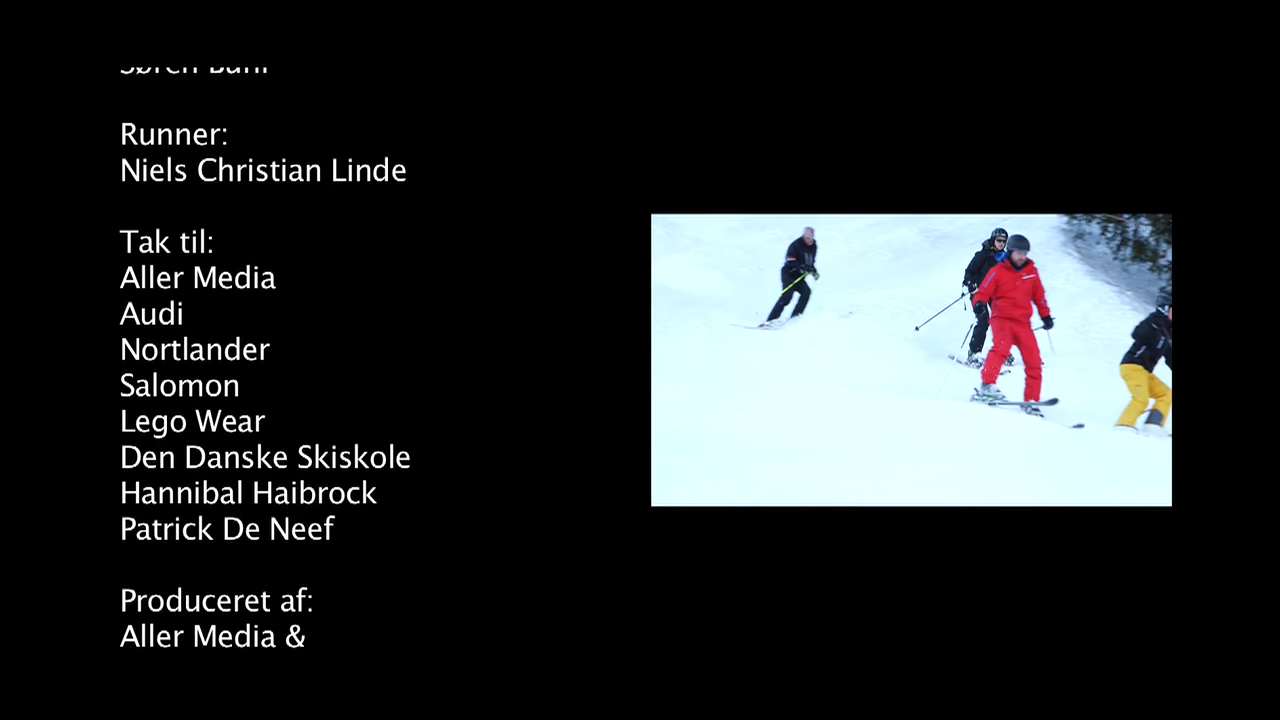 Runner:
Niels Christian Linde
Tak til:
Aller Media
Audi
Nortlander
Salomon
Lego Wear
Den Danske Skiskole
Hannibal Haibrock
Patrick De Neef
Produceret af:
Aller Media &